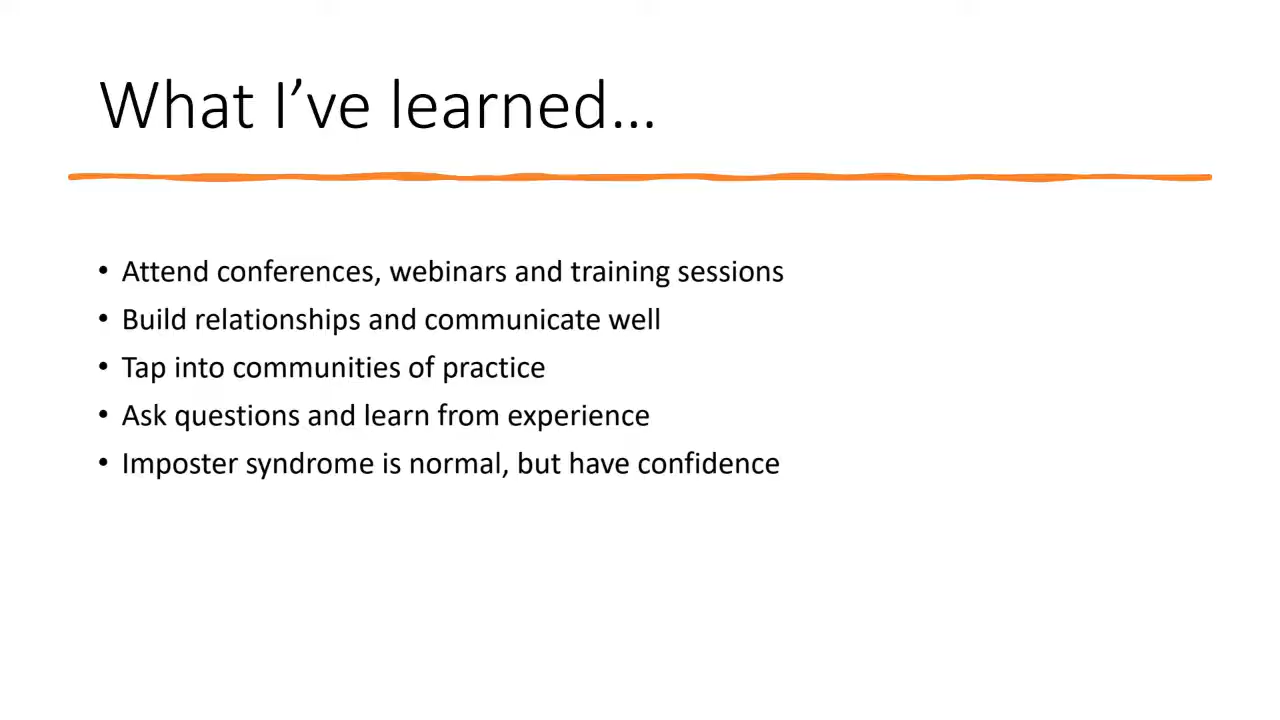 What I’ve learned…
• Attend conferences, webinars and training sessions
• Build relationships and communicate well
• Tap into communities of practice
• Ask questions and learn from experience
• Imposter syndrome is normal, but have confidence